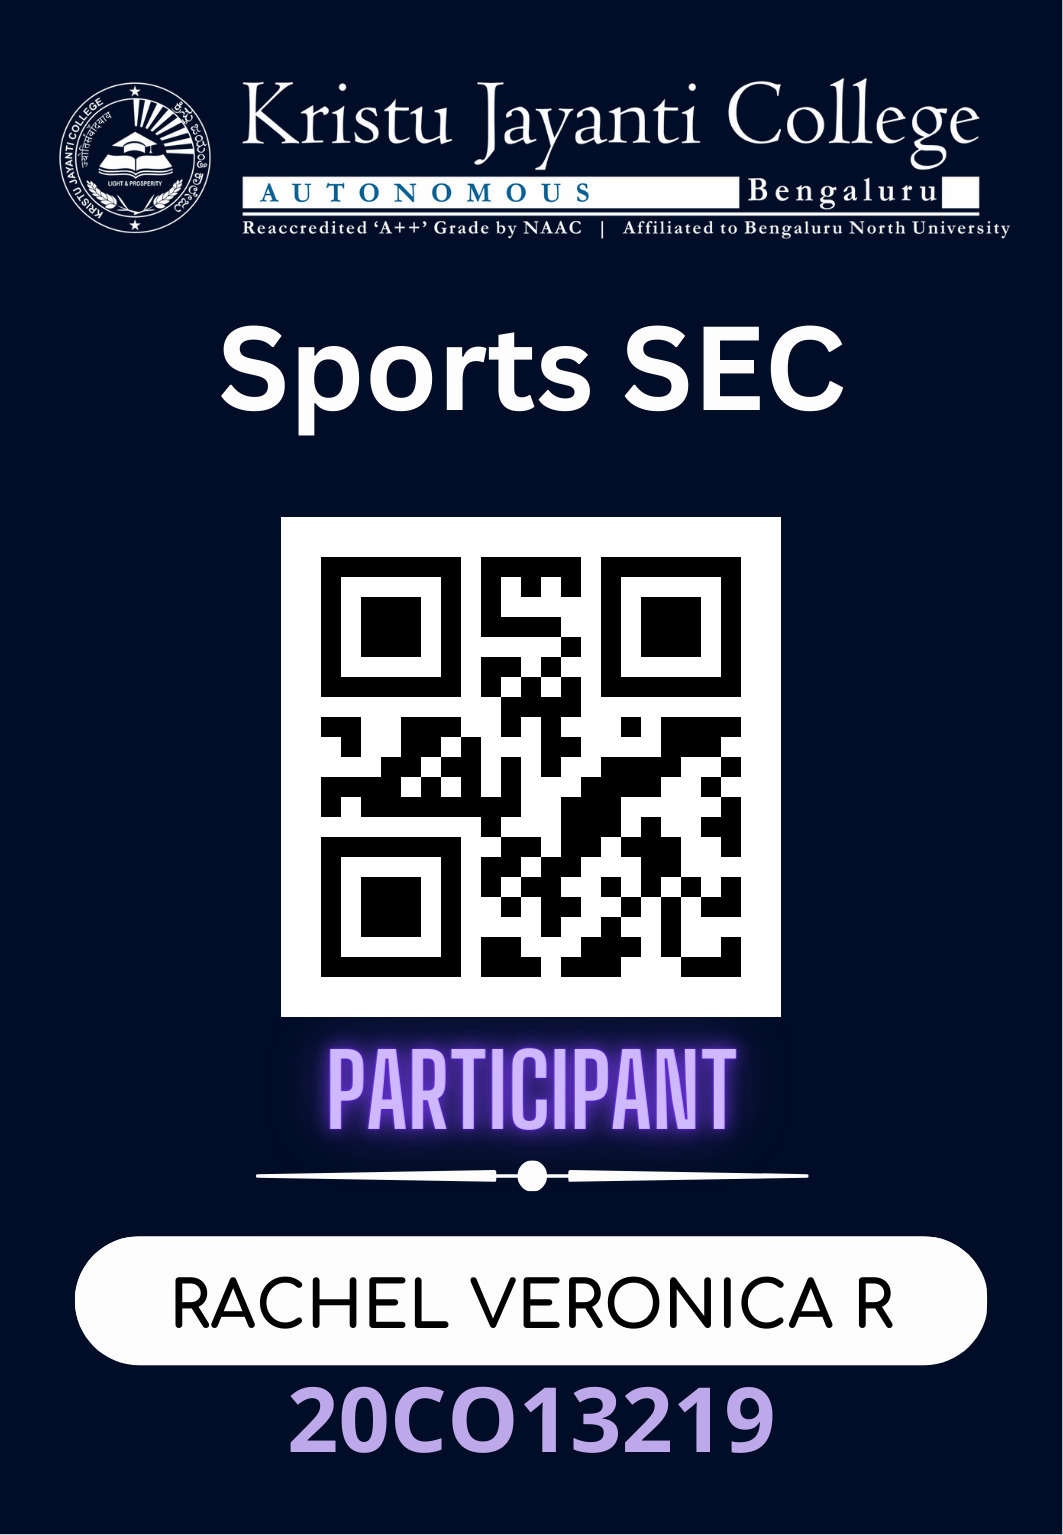 KRISTU JAYANTI COLLEGE
LIGHT & PROSPERITY
Kristu Jayanti College
AUTONOMOUS Bengaluru
Reaccredited ‘A++’ Grade by NAAC | Affiliated to Bengaluru North University
Sports SEC
PARTICIPANT
RACHEL VERONICA R
20CO13219